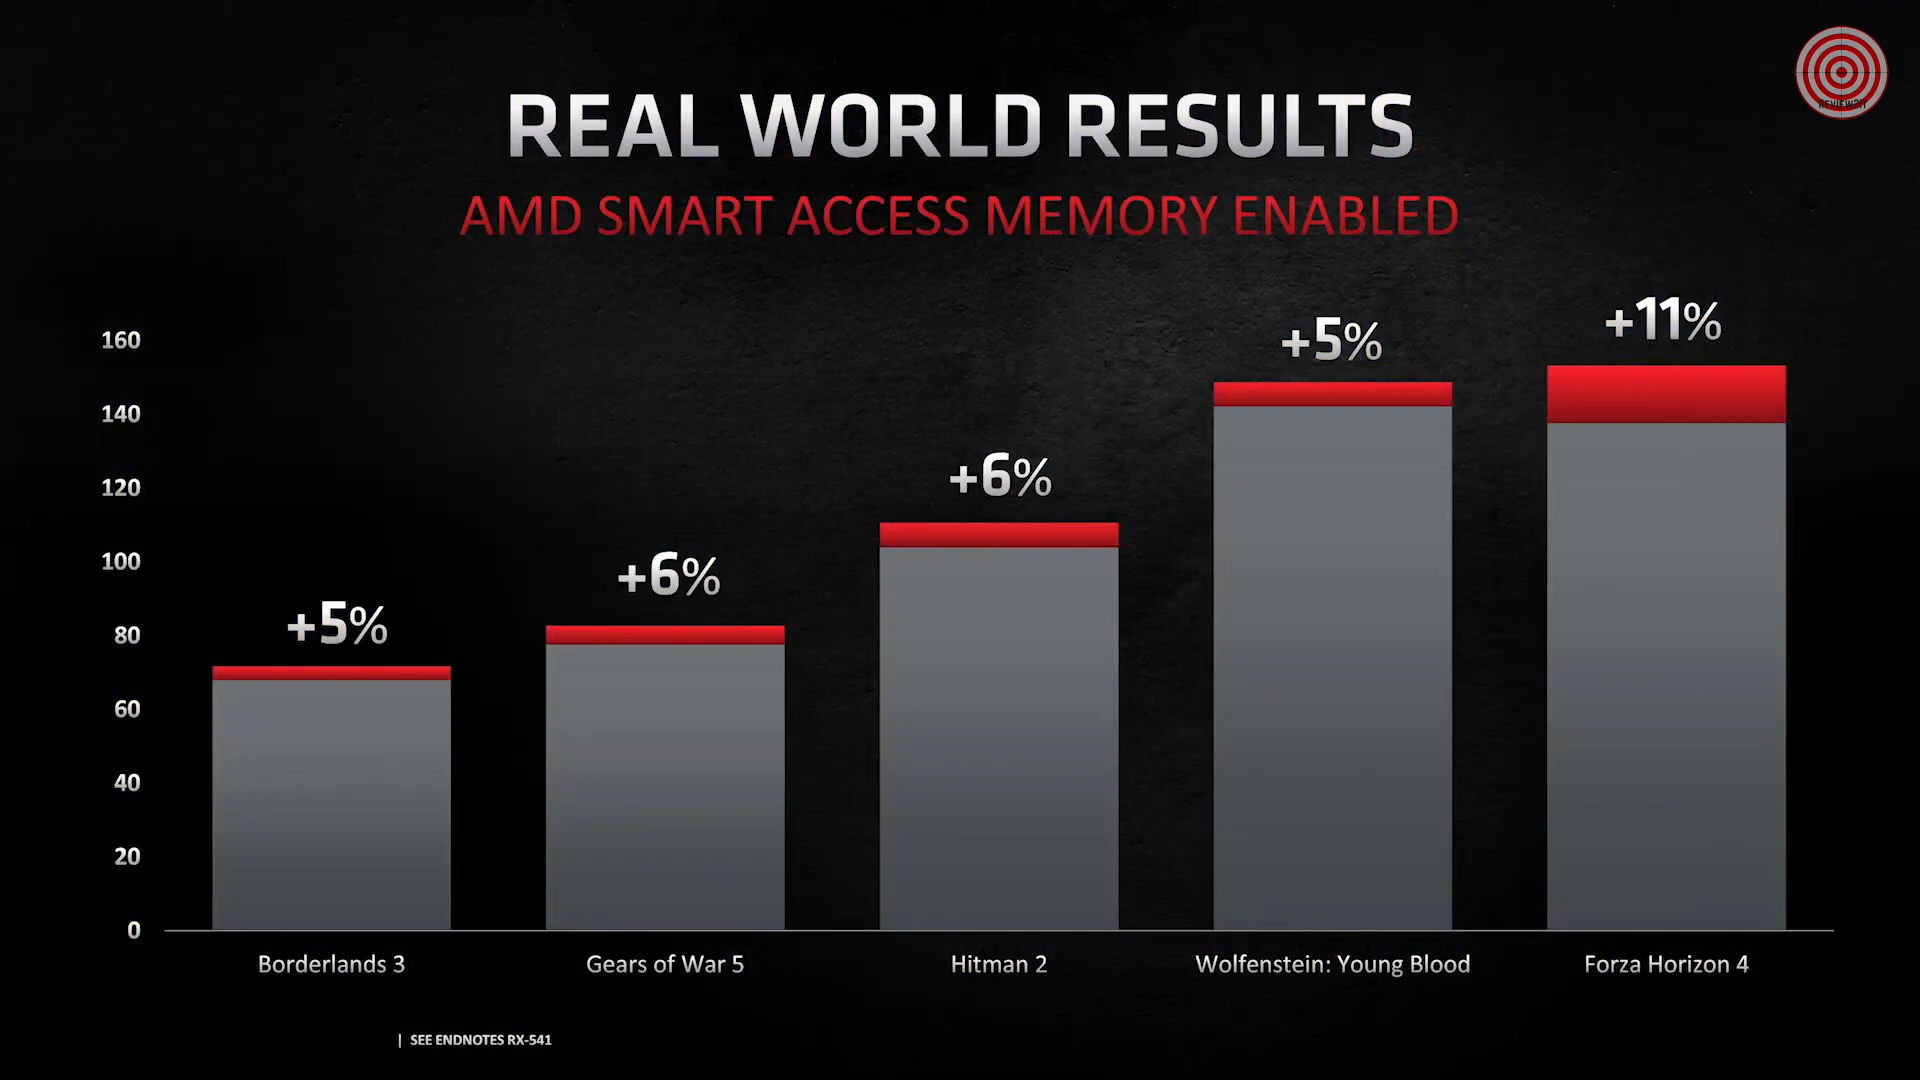 REVIEW24
REAL WORLD RESULTS
AMD SMART ACCESS MEMORY ENABLED
160
140
120
100
80
60
40
20
0
+5%
+6%
+6%
+5%
+11%
Borderlands 3
Gears of War 5
Hitman 2
Wolfenstein: Young Blood
Forza Horizon 4
| SEE ENDNOTES RX-541